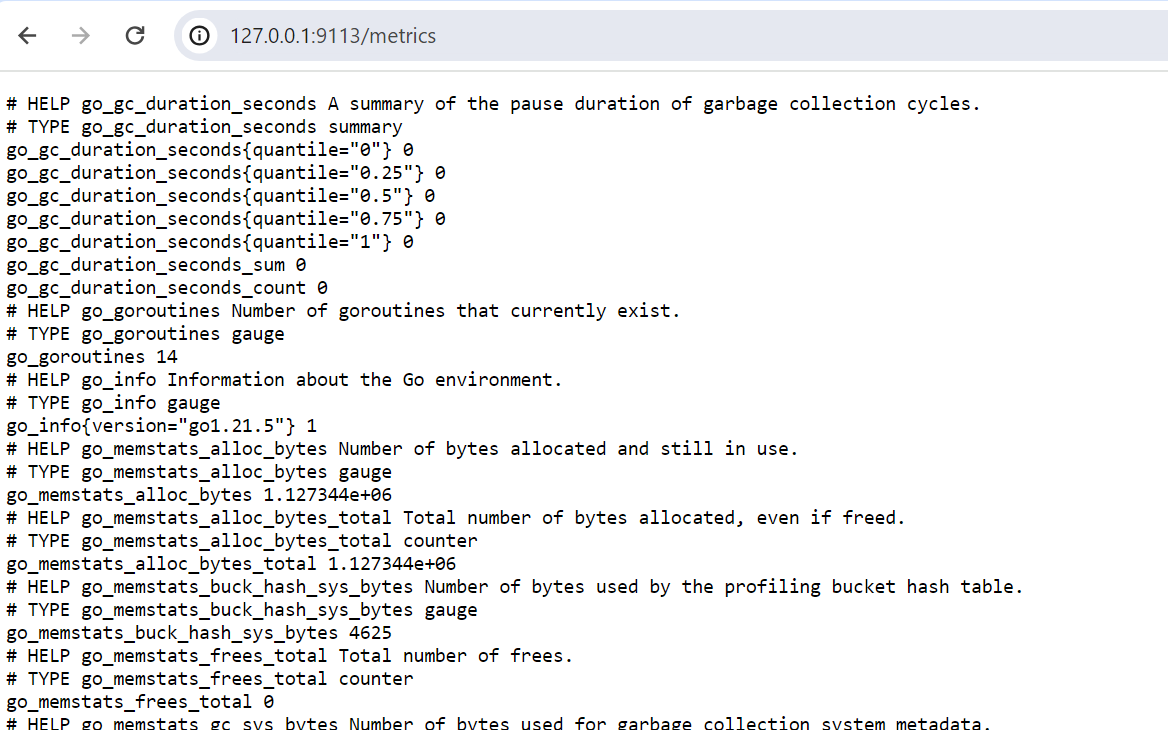 127.0.0.1:9113/metrics
# HELP go_gc_duration_seconds A summary of the pause duration of garbage collection cycles.
# TYPE go_gc_duration_seconds summary
go_gc_duration_seconds{quantile="0"} 0
go_gc_duration_seconds{quantile="0.25"} 0
go_gc_duration_seconds{quantile="0.5"} 0
go_gc_duration_seconds{quantile="0.75"} 0
go_gc_duration_seconds{quantile="1"} 0
go_gc_duration_seconds_sum 0
go_gc_duration_seconds_count 0
# HELP go_goroutines Number of goroutines that currently exist.
# TYPE go_goroutines gauge
go_goroutines 14
# HELP go_info Information about the Go environment.
# TYPE go_info gauge
go_info{version="go1.21.5"} 1
# HELP go_memstats_alloc_bytes Number of bytes allocated and still in use.
# TYPE go_memstats_alloc_bytes gauge
go_memstats_alloc_bytes 1.127344e+06
# HELP go_memstats_alloc_bytes_total Total number of bytes allocated, even if freed.
# TYPE go_memstats_alloc_bytes_total counter
go_memstats_alloc_bytes_total 1.127344e+06
# HELP go_memstats_buck_hash_sys_bytes Number of bytes used by the profiling bucket hash table.
# TYPE go_memstats_buck_hash_sys_bytes gauge
go_memstats_buck_hash_sys_bytes 4625
# HELP go_memstats_frees_total Total number of frees.
# TYPE go_memstats_frees_total counter
go_memstats_frees_total 0
# HELP go_memstats_gc_sys_bytes Number of bytes used for garbage collection system metadata.